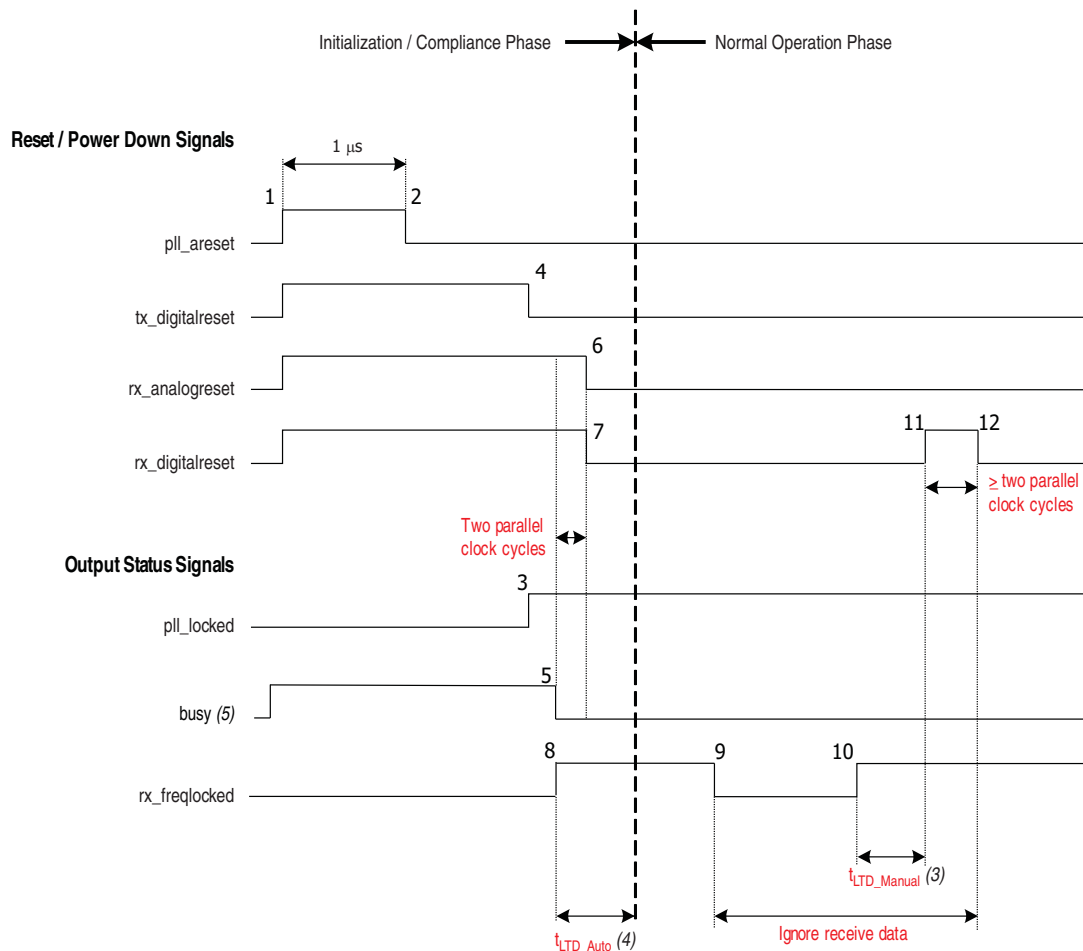 Initialization / Compliance Phase
Normal Operation Phase
Reset / Power Down Signals
1 μs
1
2
pll_areset
4
tx_digitalreset
6
rx_analogreset
7
11
12
rx_digitalreset
≥ two parallel
clock cycles
Two parallel
clock cycles
Output Status Signals
3
pll_locked
5
busy (5)
8
9
10
rx_freqlocked
tLTD_Manual (3)
tLTD_Auto (4)
Ignore receive data